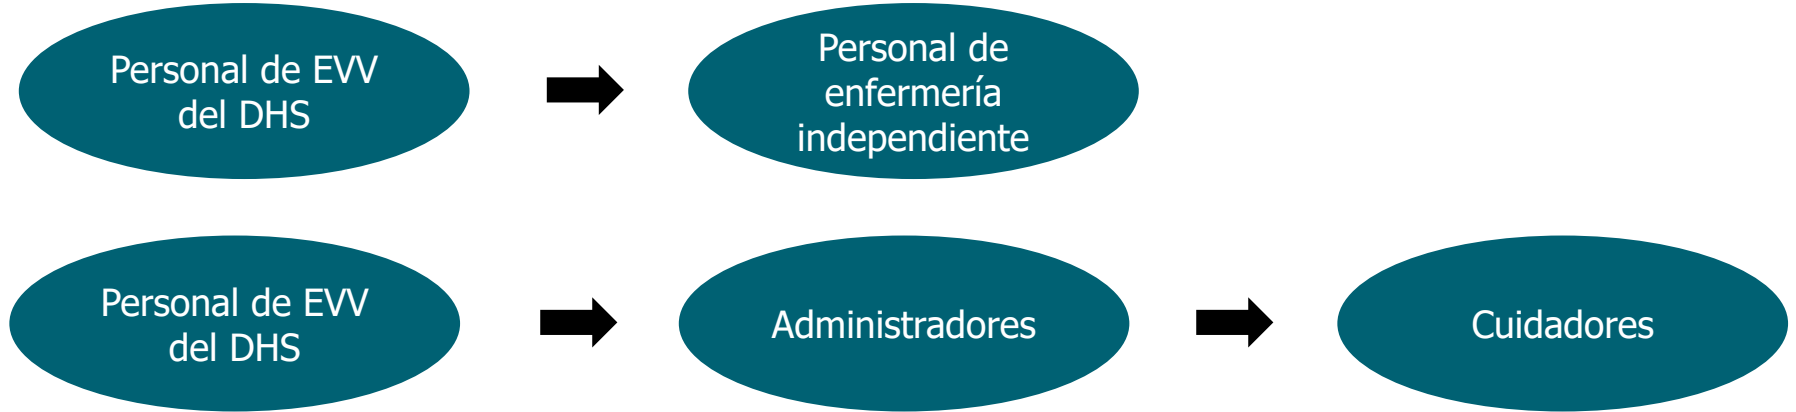 Personal de EVV
del DHS
Personal de
enfermería
independiente
Personal de EVV
del DHS
Administradores
Cuidadores